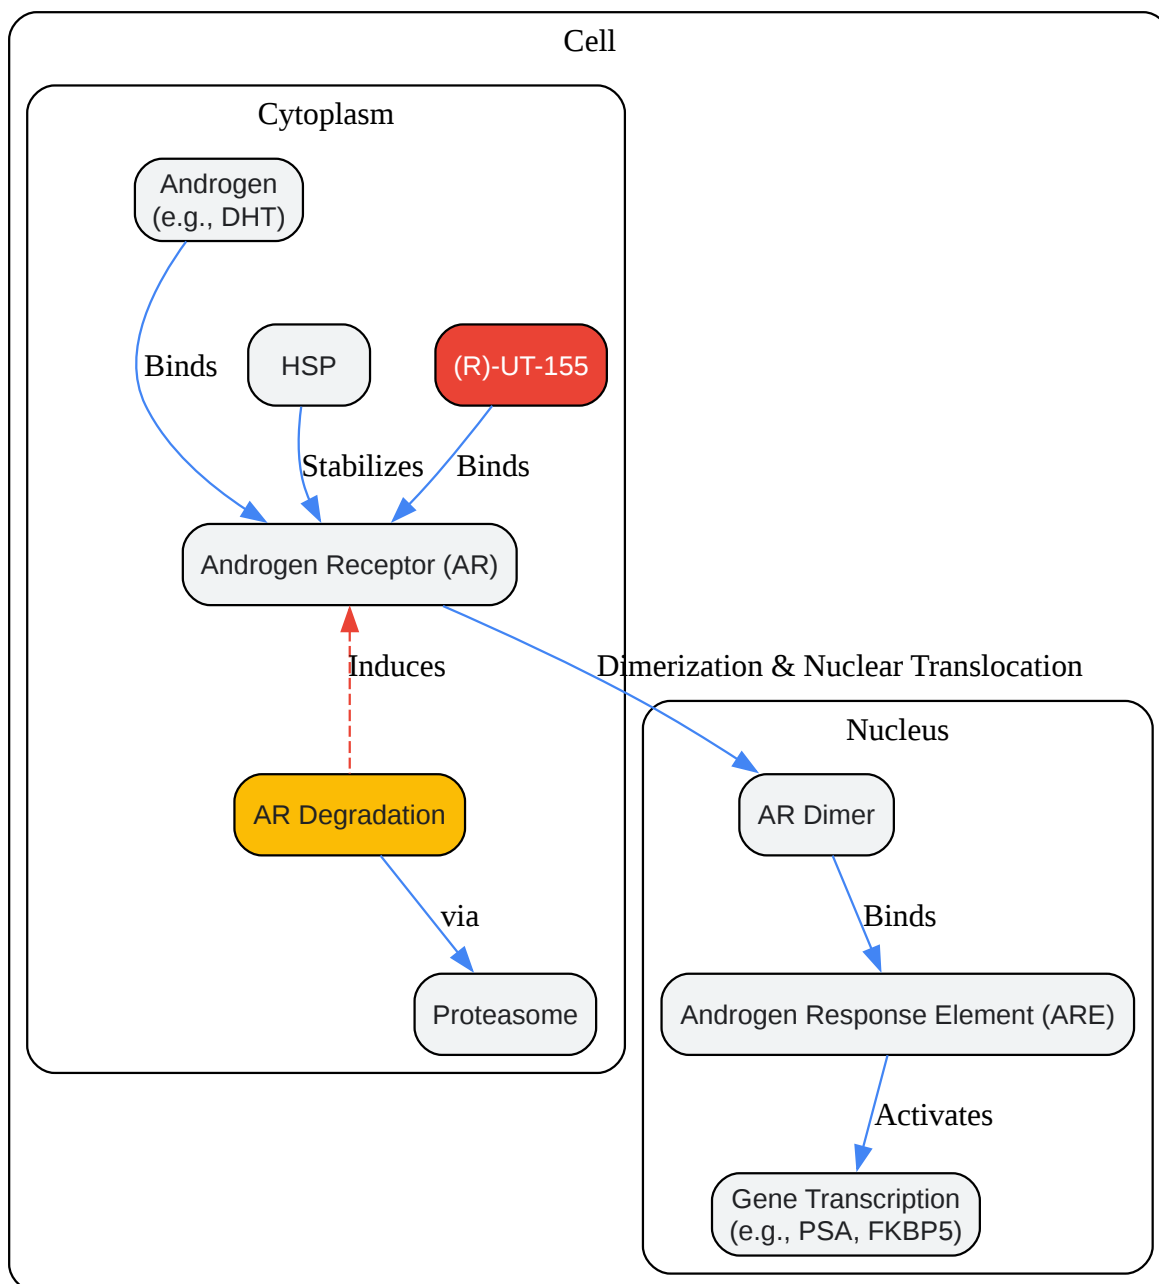 Cell
Cytoplasm
Androgen
(e.g., DHT)
Binds
HSP
(R)-UT-155
Stabilizes
Binds
Androgen Receptor (AR)
Induces
Dimerization & Nuclear Translocation
Nucleus
AR Degradation
AR Dimer
via
Binds
Proteasome
Androgen Response Element (ARE)
Activates
Gene Transcription
(e.g., PSA, FKBP5)